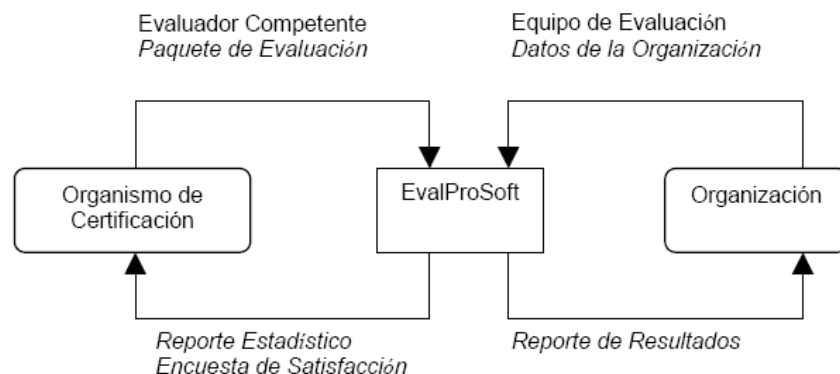 Evaluador Competente
Paquete de Evaluación
Equipo de Evaluación
Datos de la Organización
Organismo de
Certificación
EvalProSoft
Organización
Reporte Estadístico
Encuesta de Satisfacción
Reporte de Resultados